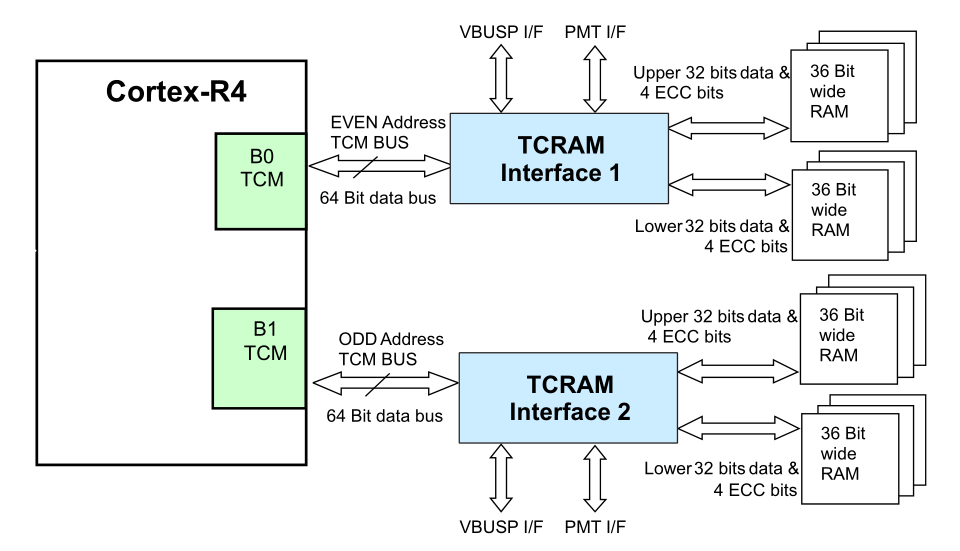 VBUSP I/F
PMT I/F
Cortex-R4
B0
TCM
EVEN Address
TCM BUS
64 Bit data bus
TCRAM
Interface 1
Upper 32 bits data &
4 ECC bits
36 Bit
wide
RAM
Lower 32 bits data &
4 ECC bits
36 Bit
wide
RAM
B1
TCM
ODD Address
TCM BUS
64 Bit data bus
TCRAM
Interface 2
Upper 32 bits data &
4 ECC bits
36 Bit
wide
RAM
Lower 32 bits data &
4 ECC bits
36 Bit
wide
RAM
VBUSP I/F
PMT I/F